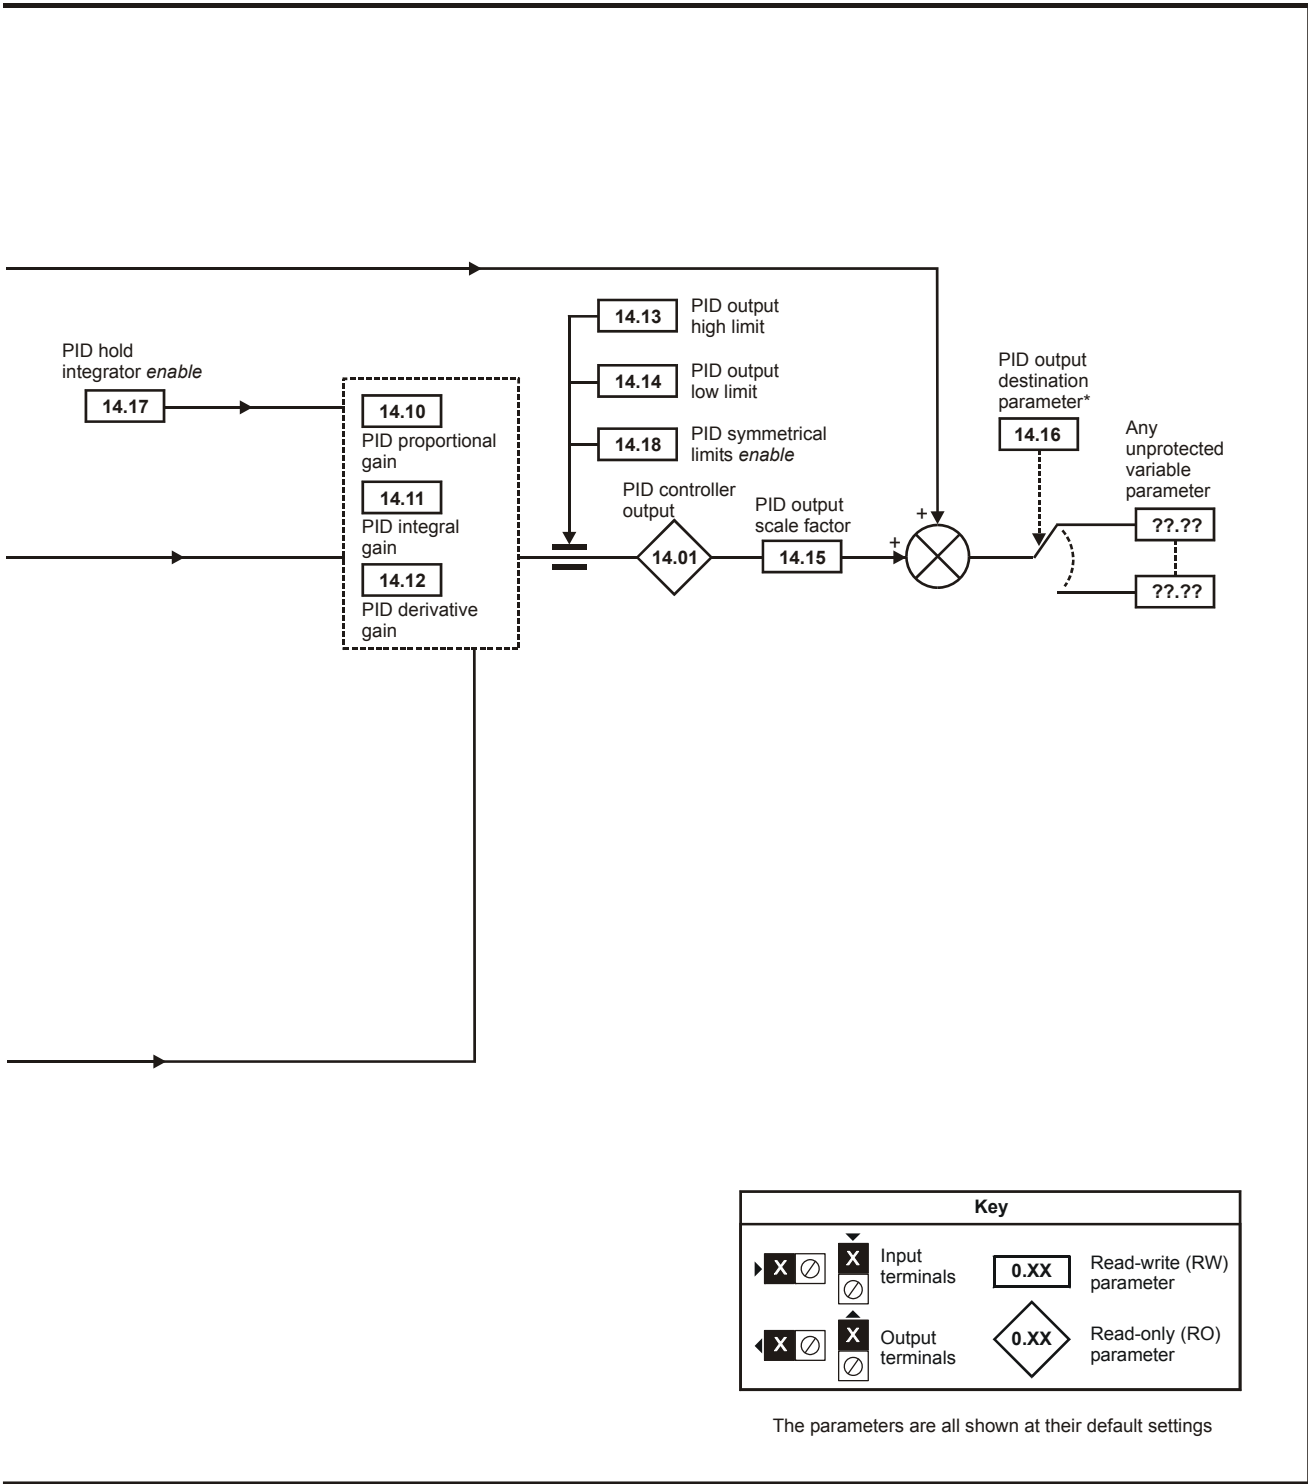 14.13
PID output
high limit
PID hold
integrator enable
14.17
14.14
PID output
low limit
PID output
destination
parameter*
14.16
14.10
PID proportional
gain
14.18
PID symmetrical
limits enable
Any
unprotected
variable
parameter
14.11
PID integral
gain
PID controller
output
14.01
PID output
scale factor
14.15
+
+
??.??
??.??
14.12
PID derivative
gain
Key
X
X
Input
terminals
0.XX
Read-write (RW)
parameter
X
X
Output
terminals
0.XX
Read-only (RO)
parameter
The parameters are all shown at their default settings